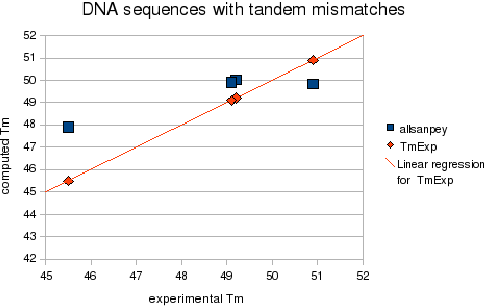 DNA sequences with tandem mismatches
52
51
50
49
48
47
46
45
44
43
42
computed Tm
45 46 47 48 49 50 51 52
experimental Tm
allsanpey
TmExp
Linear regression
for TmExp